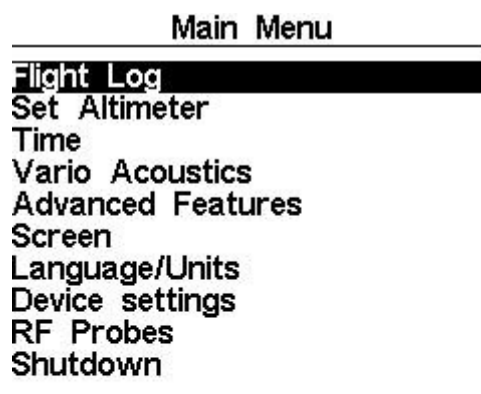 Main Menu
Flight Log
Set Altimeter
Time
Vario Acoustics
Advanced Features
Screen
Language/Units
Device settings
RF Probes
Shutdown